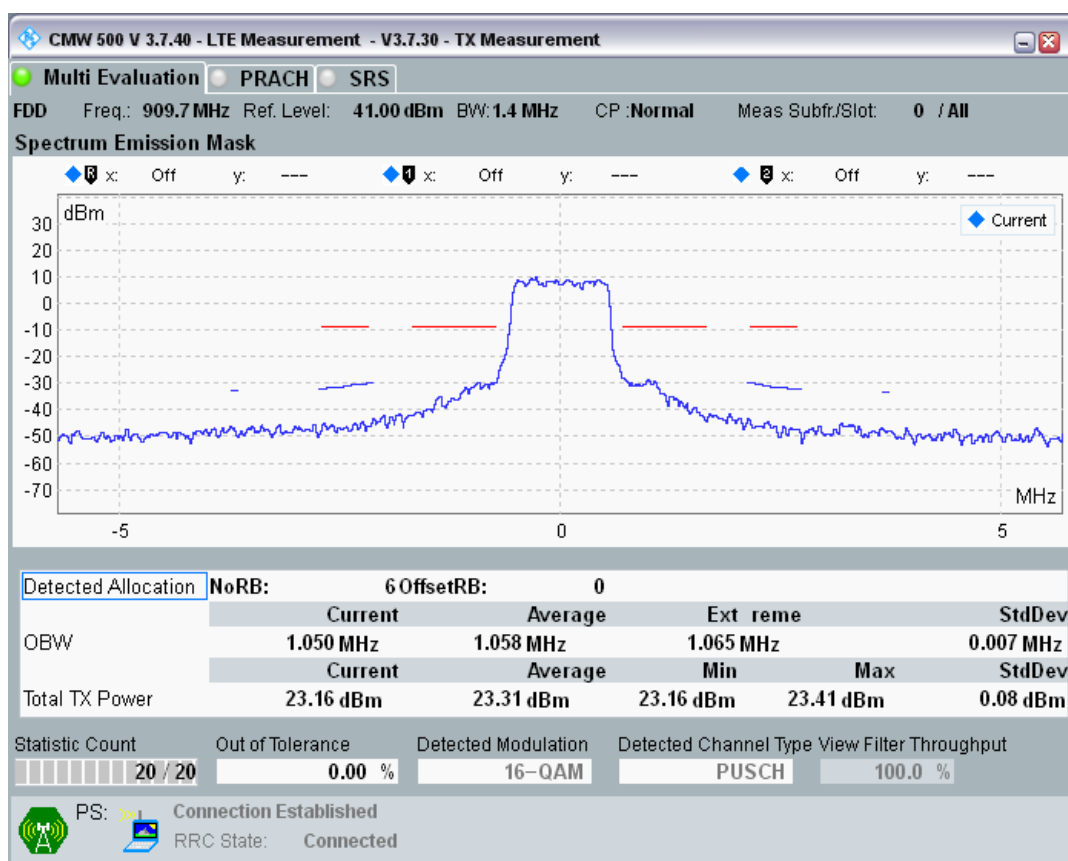 CMW 500 V 3.7.40 - LTE Measurement - V3.7.30 - TX Measurement
Multi Evaluation PRACH SRS
FDD Freq.: 909.7 MHz Ref. Level: 41.00 dBm BW: 1.4 MHz CP :Normal Meas Subfr./Slot: 0 / All
Spectrum Emission Mask
R x: Off y: --- 1 x: Off y: --- 2 x: Off y: ---
dBm
Current
30
20
10
0
-10
-20
-30
-40
-50
-60
-70
MHz
-5 0 5
Detected Allocation NoRB: 6 OffsetRB: 0
Current Average Ext reme StdDev
OBW 1.050 MHz 1.058 MHz 1.065 MHz 0.007 MHz
Current Average Min Max StdDev
Total TX Power 23.16 dBm 23.31 dBm 23.16 dBm 23.41 dBm 0.08 dBm
Statistic Count Out of Tolerance Detected Modulation Detected Channel Type View Filter Throughput
20 / 20 0.00 % 16-QAM PUSCH 100.0 %
PS: Connection Established
RRC State: Connected